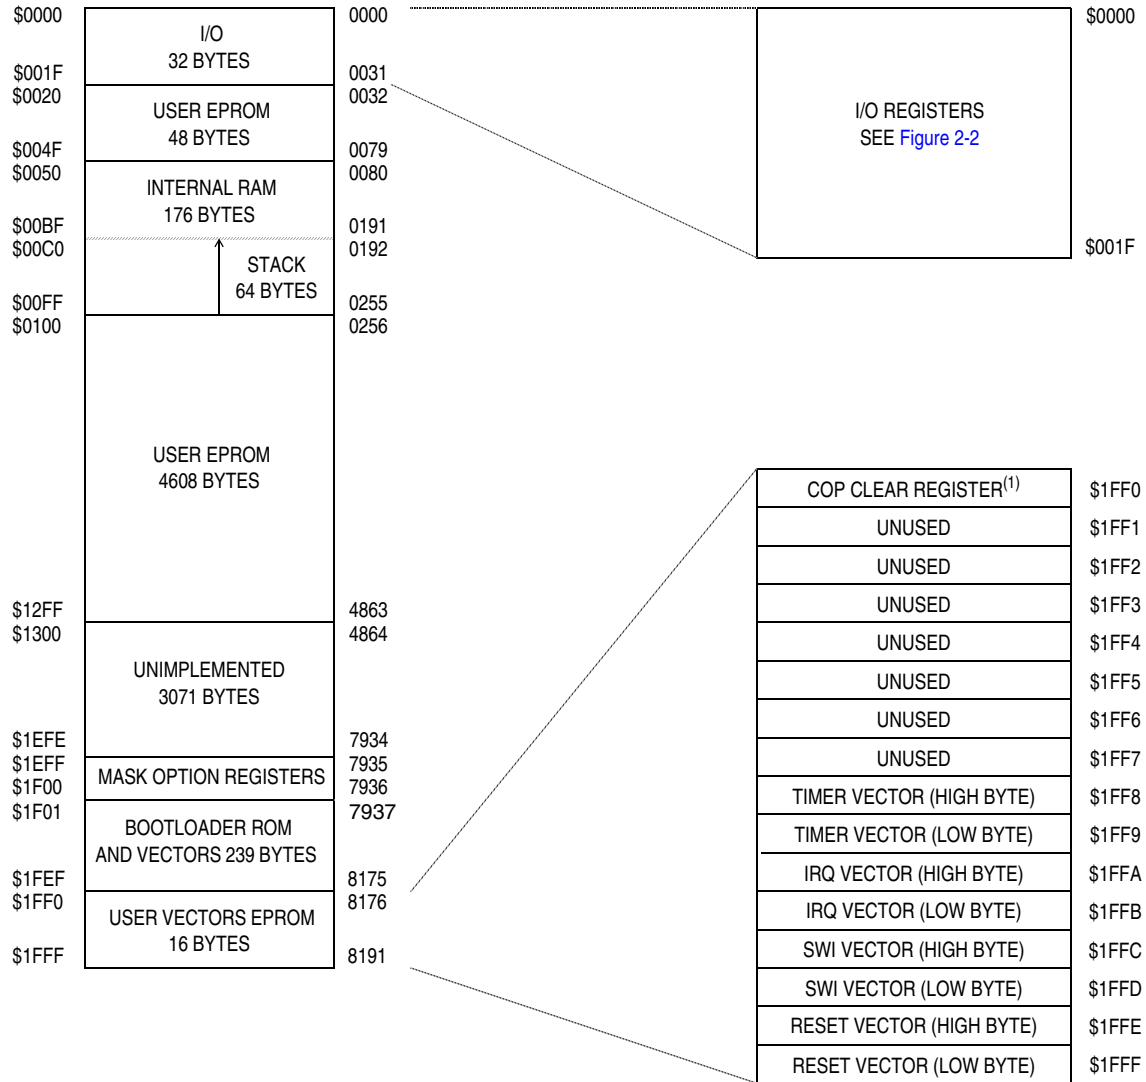 $0000
I/O
32 BYTES
0000
$001F
0031
$0020
0032
USER EPROM
48 BYTES
$004F
0079
$0050
0080
INTERNAL RAM
176 BYTES
$00BF
0191
$00C0
0192
STACK
64 BYTES
$00FF
0255
$0100
0256
USER EPROM
4608 BYTES
$12FF
4863
$1300
4864
UNIMPLEMENTED
3071 BYTES
$1EFE
7934
$1EFF
7935
MASK OPTION REGISTERS
$1F00
7936
$1F01
7937
BOOTLOADER ROM
AND VECTORS 239 BYTES
$1FEF
8175
$1FF0
8176
USER VECTORS EPROM
16 BYTES
$1FFF
8191
$0000
I/O REGISTERS
SEE Figure 2-2
$001F
COP CLEAR REGISTER(1) $1FF0
UNUSED $1FF1
UNUSED $1FF2
UNUSED $1FF3
UNUSED $1FF4
UNUSED $1FF5
UNUSED $1FF6
UNUSED $1FF7
TIMER VECTOR (HIGH BYTE) $1FF8
TIMER VECTOR (LOW BYTE) $1FF9
IRQ VECTOR (HIGH BYTE) $1FFA
IRQ VECTOR (LOW BYTE) $1FFB
SWI VECTOR (HIGH BYTE) $1FFC
SWI VECTOR (LOW BYTE) $1FFD
RESET VECTOR (HIGH BYTE) $1FFE
RESET VECTOR (LOW BYTE) $1FFF